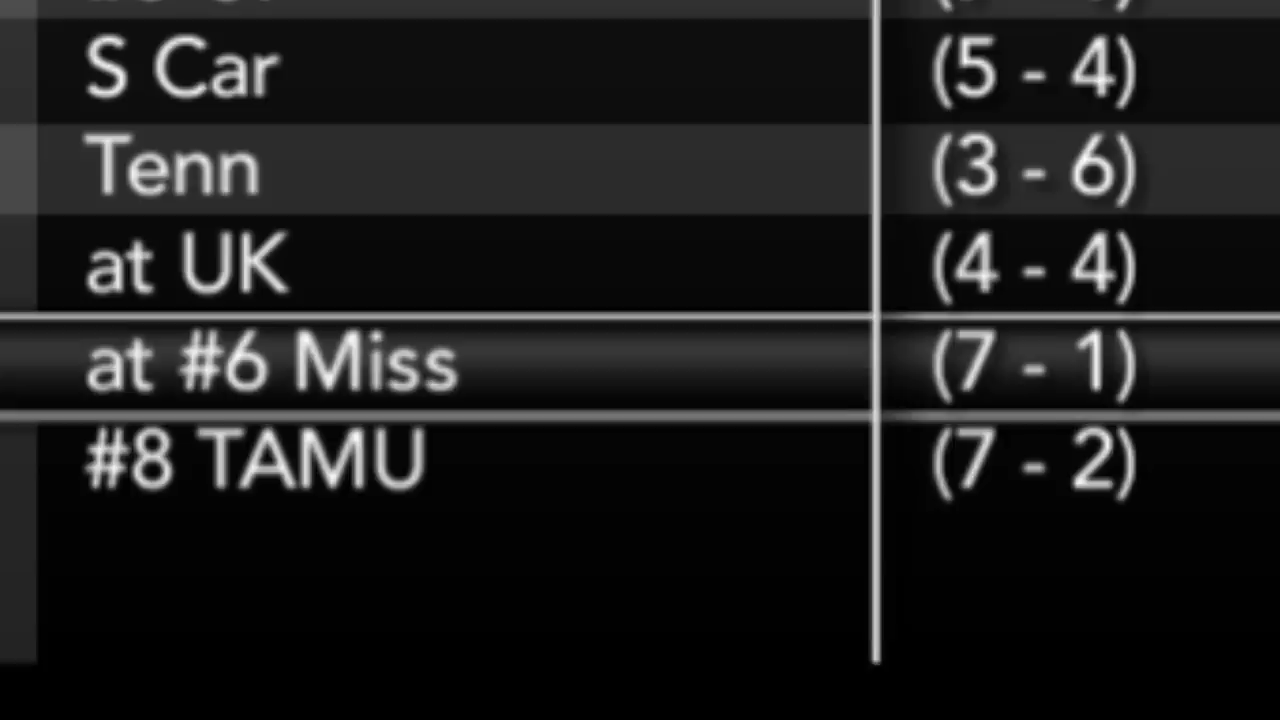 S Car (5 - 4)
Tenn (3 - 6)
at UK (4 - 4)
at #6 Miss (7 - 1)
#8 TAMU (7 - 2)